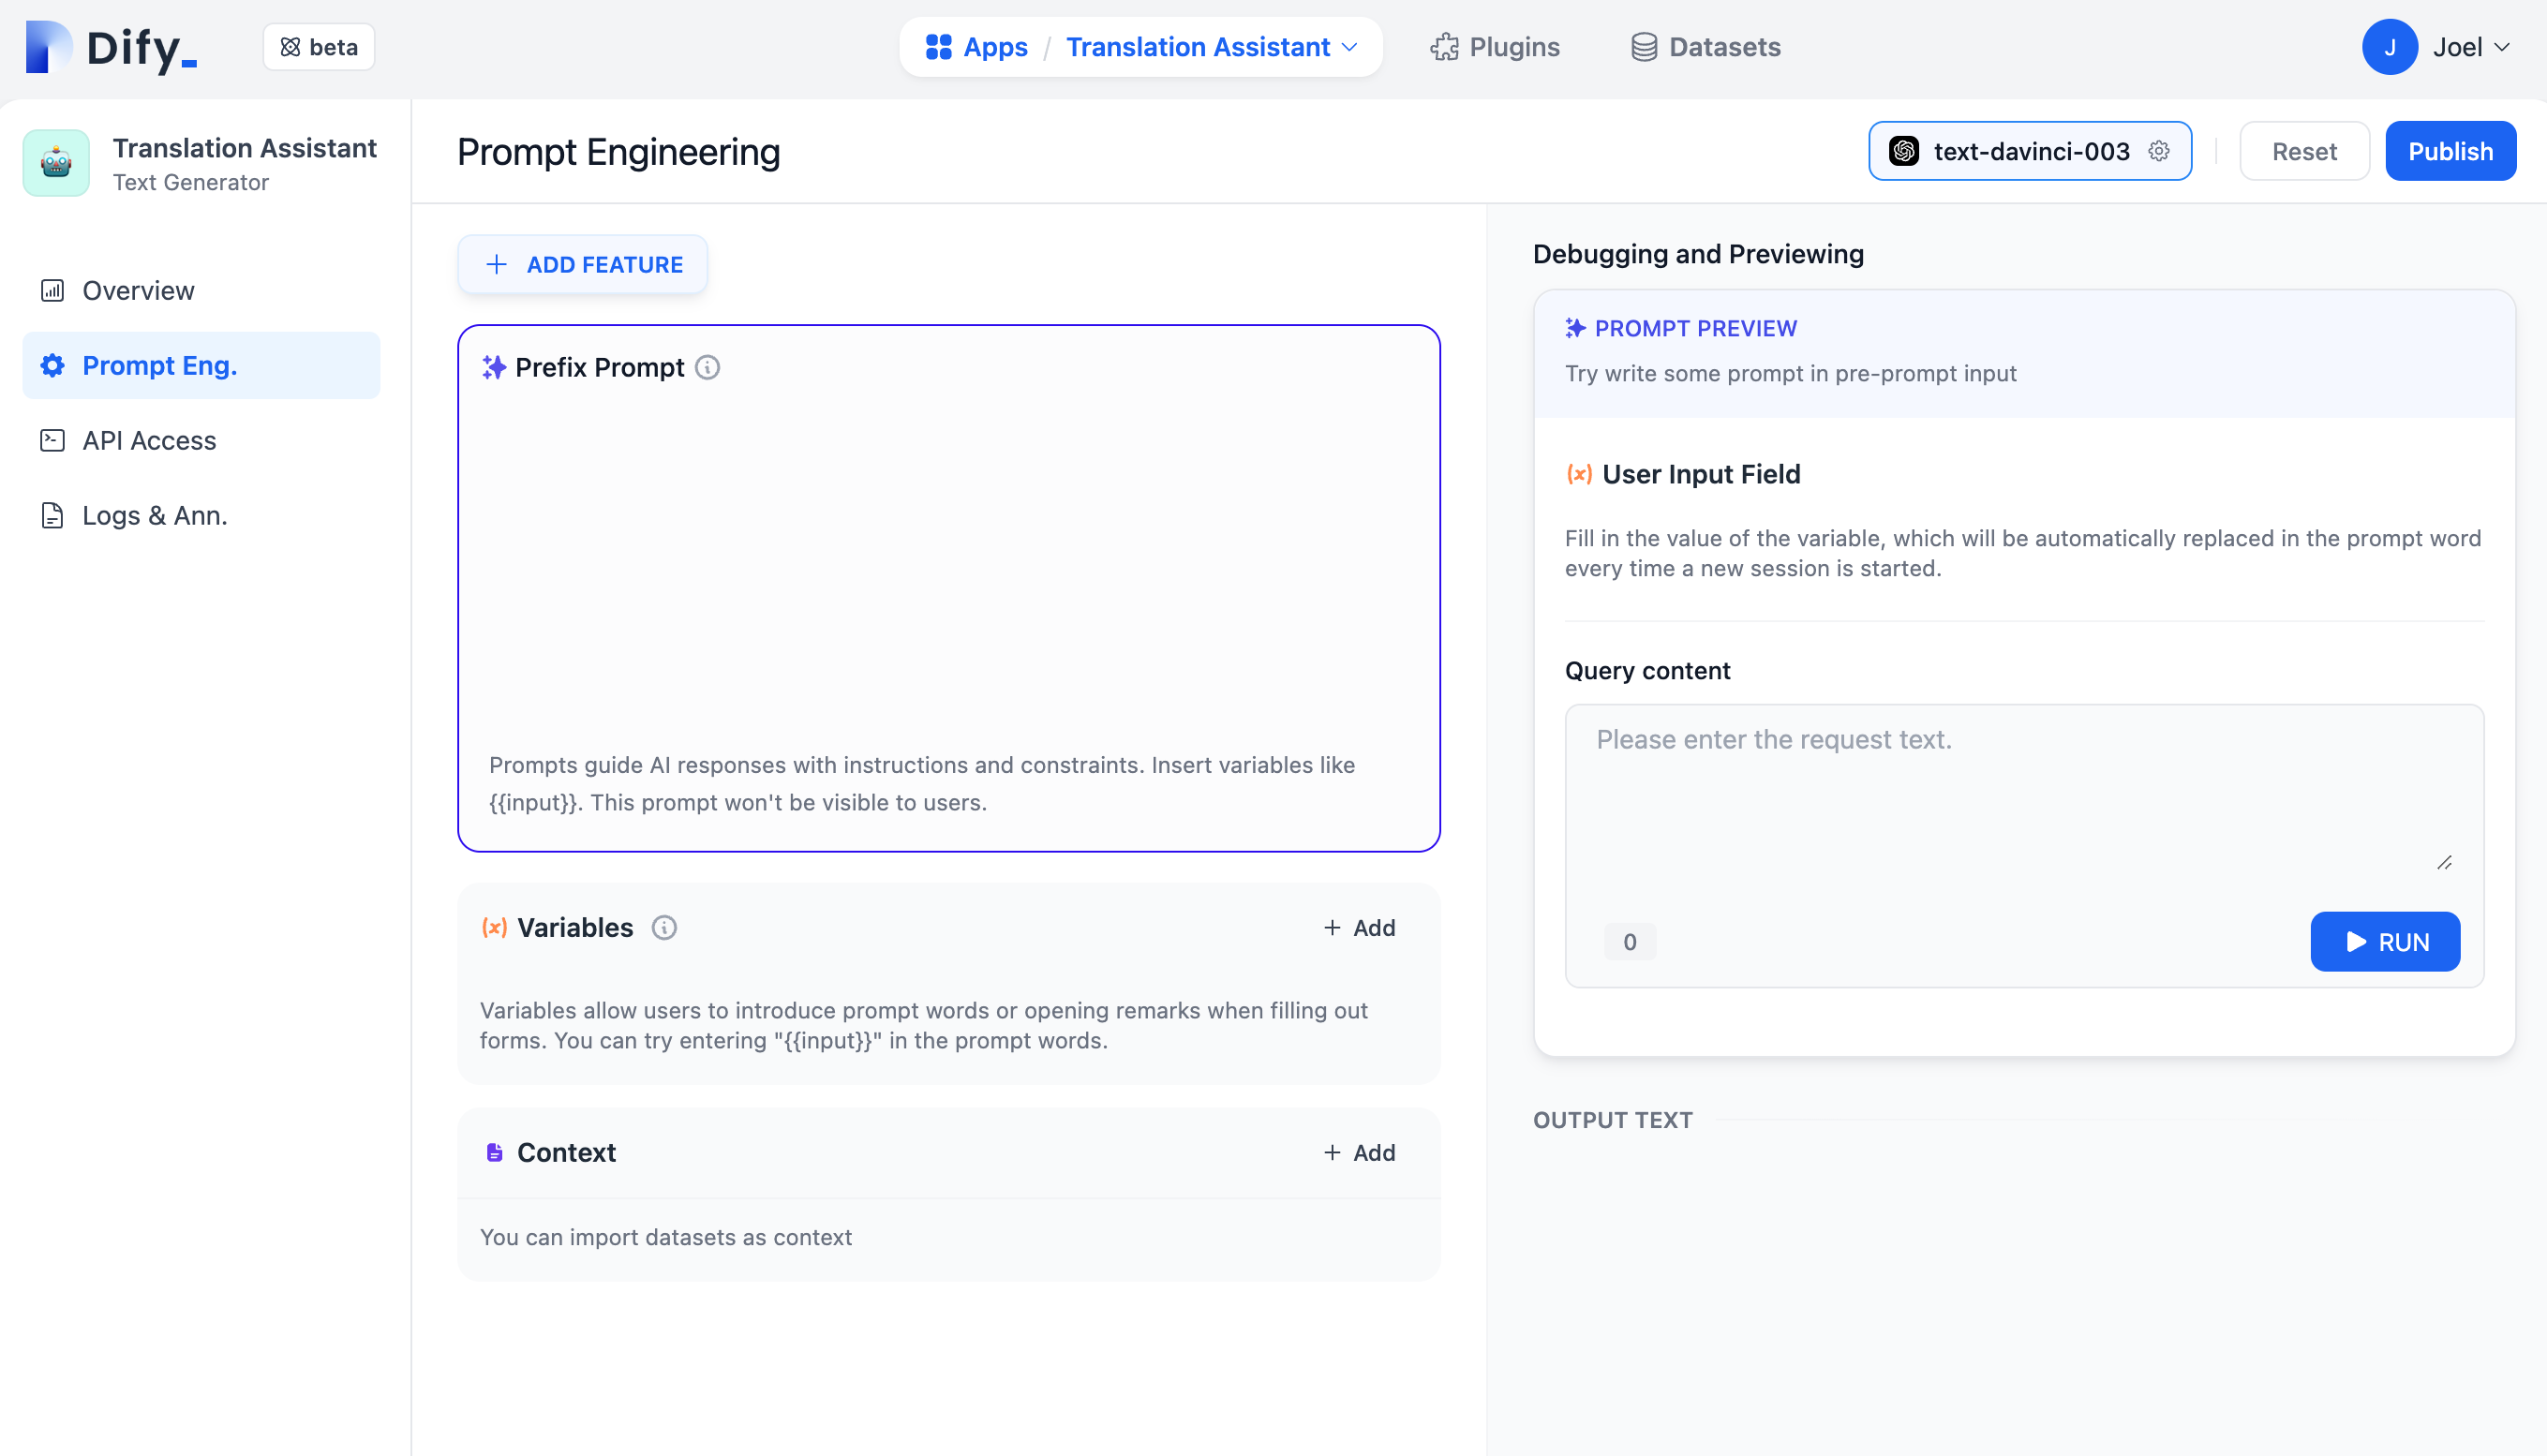 Dify_
beta
Apps / Translation Assistant
Plugins
Datasets
J
Joel
Translation Assistant
Text Generator
Overview
Prompt Eng.
API Access
Logs & Ann.
Prompt Engineering
text-davinci-003
Reset
Publish
ADD FEATURE
Prefix Prompt
Prompts guide AI responses with instructions and constraints. Insert variables like
{{input}}. This prompt won't be visible to users.
Variables
Add
Variables allow users to introduce prompt words or opening remarks when filling out
forms. You can try entering "{{input}}" in the prompt words.
Context
Add
You can import datasets as context
Debugging and Previewing
PROMPT PREVIEW
Try write some prompt in pre-prompt input
(x) User Input Field
Fill in the value of the variable, which will be automatically replaced in the prompt word
every time a new session is started.
Query content
Please enter the request text.
0
RUN
OUTPUT TEXT